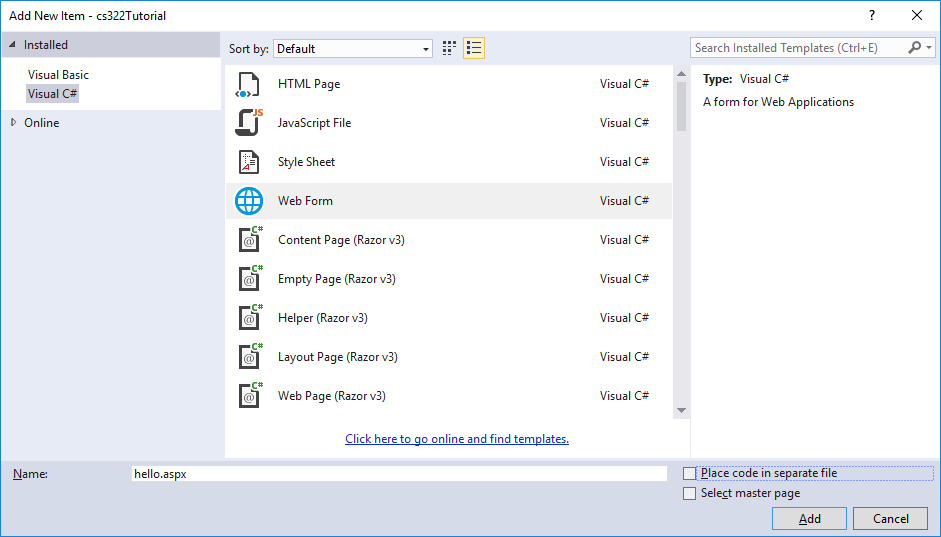 Add New Item - cs322Tutorial
?
Installed
Sort by: Default
Search Installed Templates (Ctrl+E)
Visual Basic
Visual C#
Online
HTML Page Visual C#
JS
JavaScript File Visual C#
A
Style Sheet Visual C#
Web Form Visual C#
C#
@
Content Page (Razor v3) Visual C#
C#
@
Empty Page (Razor v3) Visual C#
C#
@
Helper (Razor v3) Visual C#
C#
@
Layout Page (Razor v3) Visual C#
C#
@
Web Page (Razor v3) Visual C#
Click here to go online and find templates.
Type: Visual C#
A form for Web Applications
Name: hello.aspx
Place code in separate file
Select master page
Add Cancel